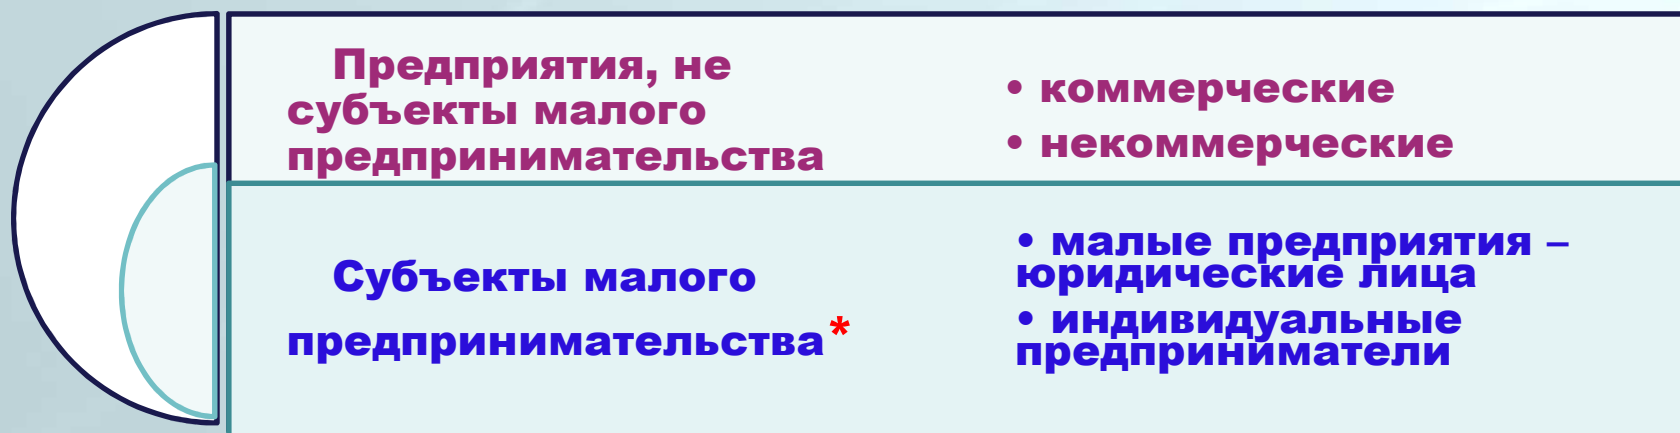 Предприятия, не
субъекты малого
предпринимательства
• коммерческие
• некоммерческие
Субъекты малого
предпринимательства*
• малые предприятия –
юридические лица
• индивидуальные
предприниматели